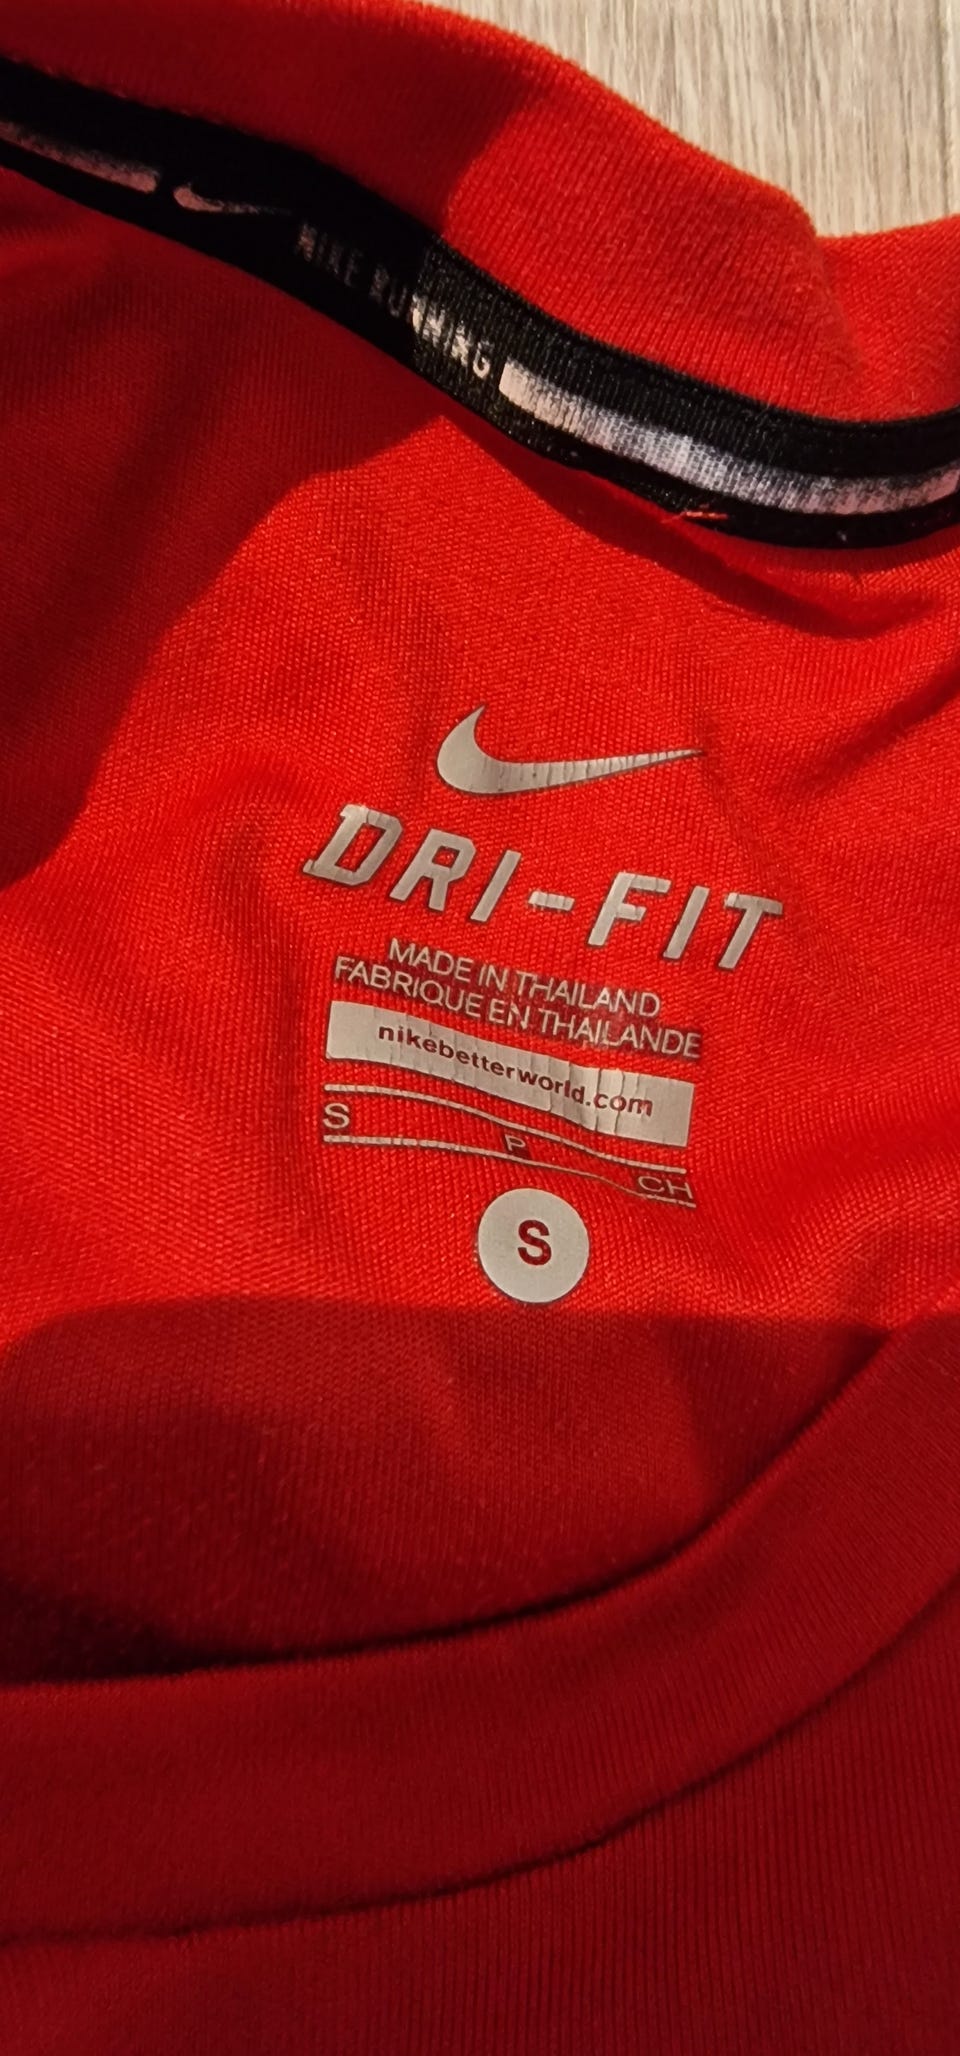 NIKE RUNNING
DRI-FIT
MADE IN THAILAND
FABRIQUE EN THAILANDE
nikebetterworld.com
S P CH
S